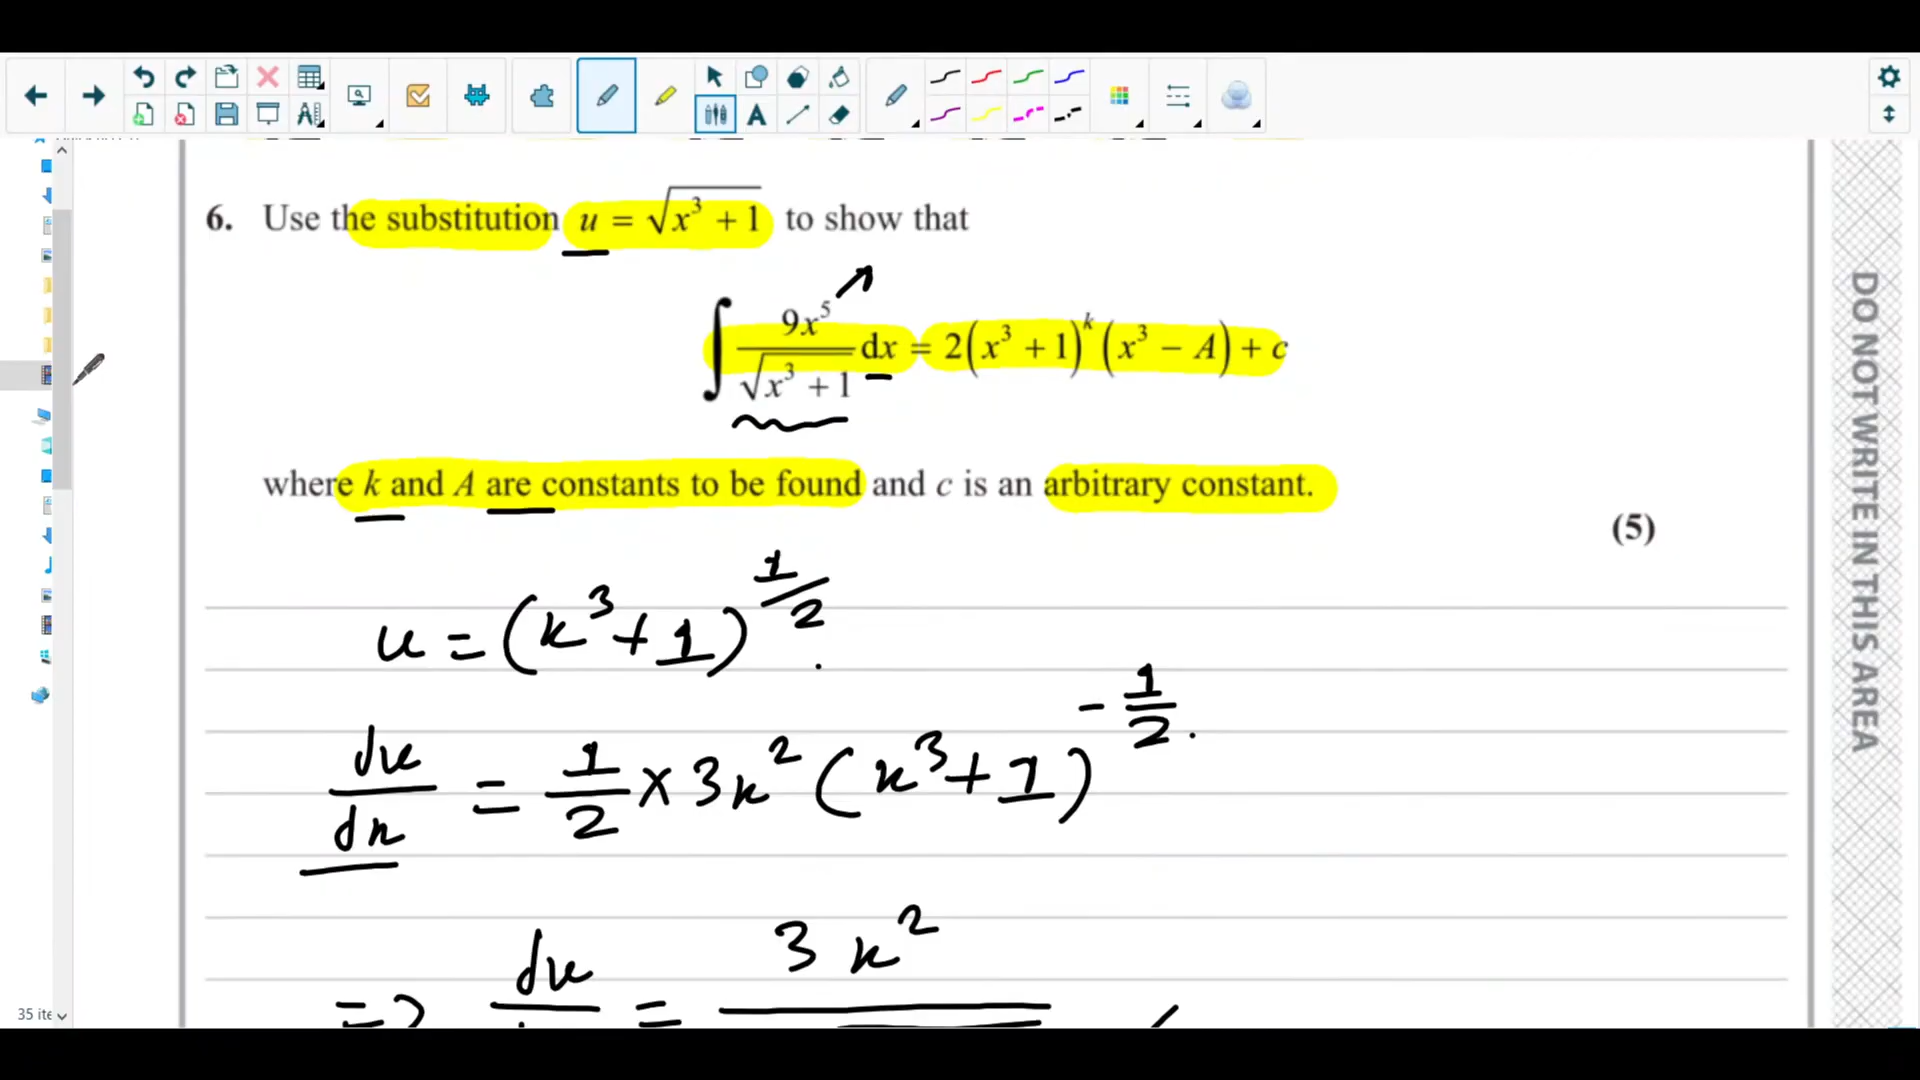 6. Use the substitution u = √(x³ + 1) to show that
∫ 9x⁵/√(x³ + 1) dx = 2(x³ + 1)ᵏ (x³ − A) + c
where k and A are constants to be found and c is an arbitrary constant.
(5)
u = (x³ + 1)^(1/2)
du/dx = 1/2 × 3x² (x³ + 1)^(-1/2).
=> du = 3x²
DO NOT WRITE IN THIS AREA
35 ite